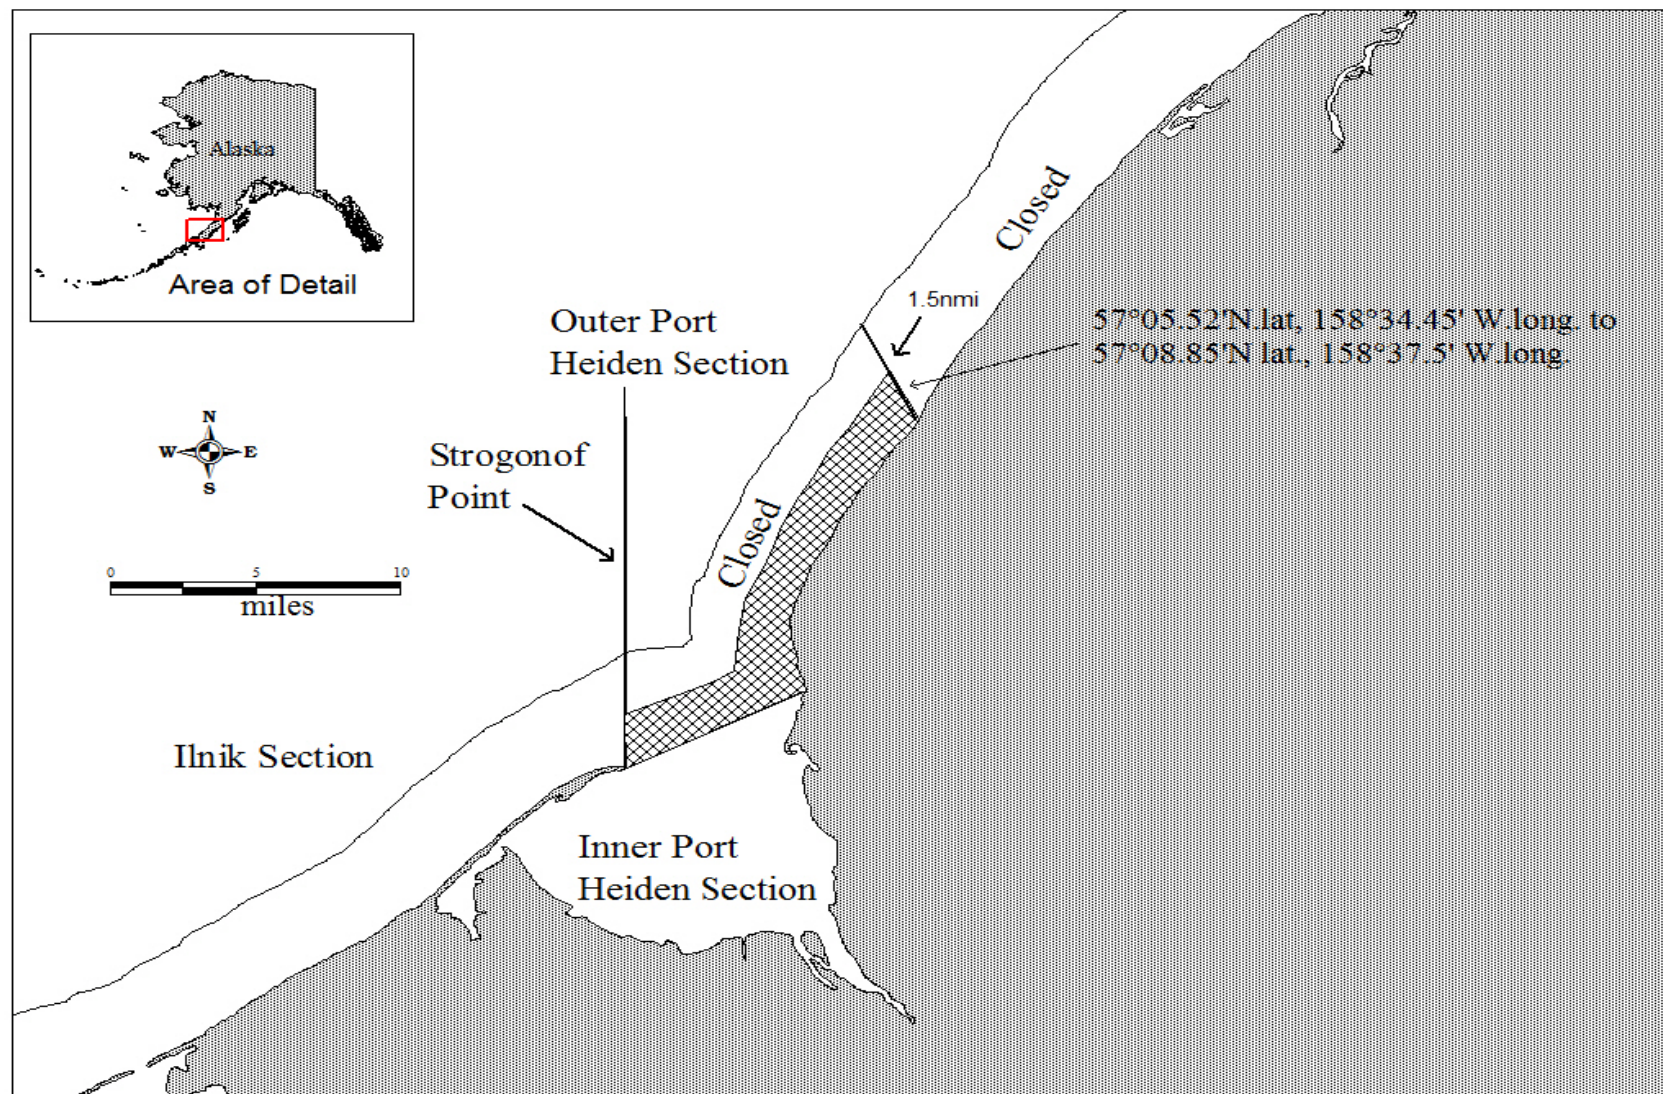 Alaska
Area of Detail
Closed
1.5nmi
Outer Port
Heiden Section
57°05.52'N.lat, 158°34.45' W.long. to
57°08.85'N lat., 158°37.5' W.long.
N
W E
S
Strogonof
Point
Closed
0 5 10
miles
Ilnik Section
Inner Port
Heiden Section